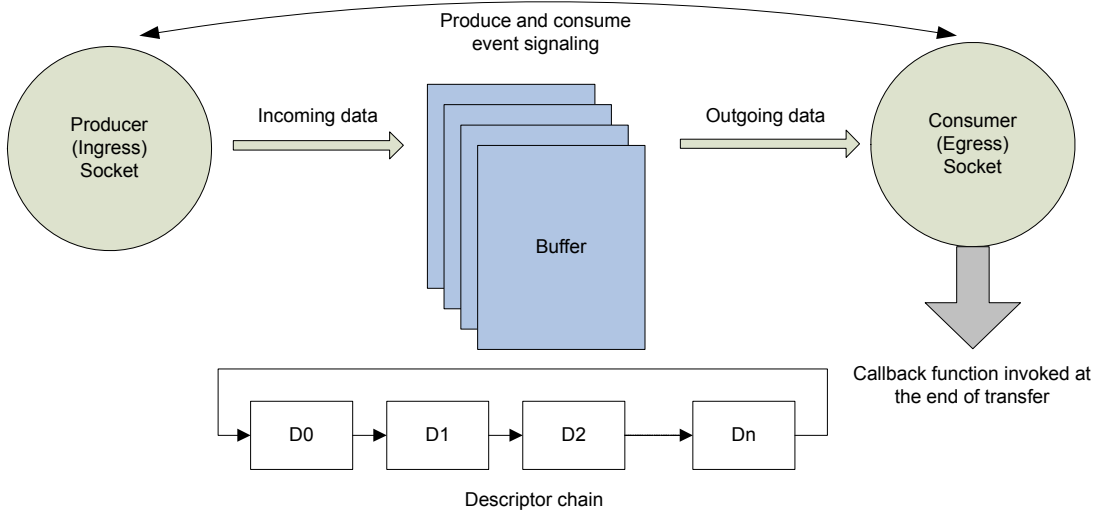 Produce and consume
event signaling
Producer
(Ingress)
Socket
Incoming data
Buffer
Outgoing data
Consumer
(Egress)
Socket
Callback function invoked at
the end of transfer
D0
D1
D2
Dn
Descriptor chain